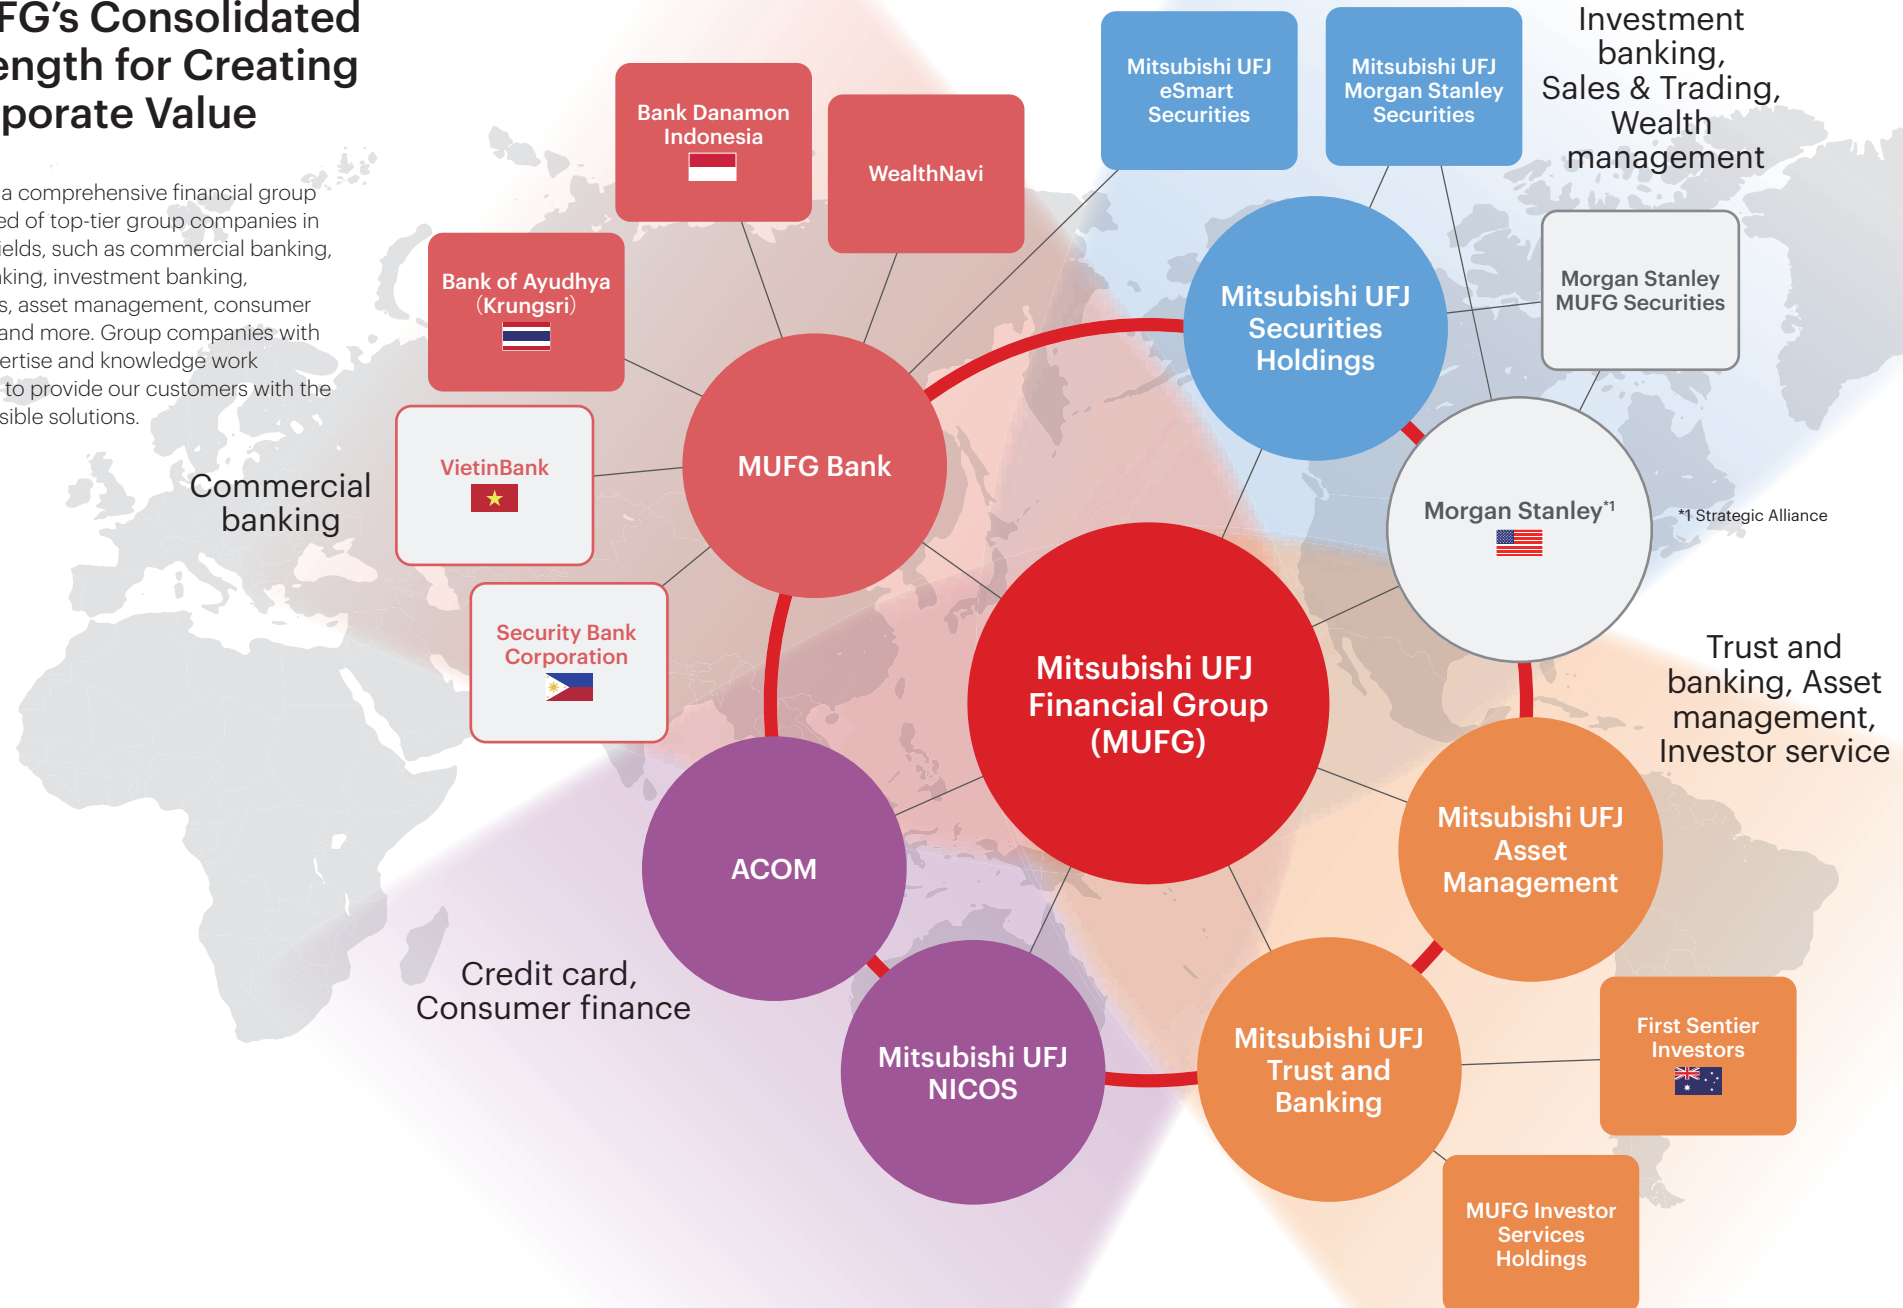 FG’s Consolidated
ength for Creating
porate Value
a comprehensive financial group
ed of top-tier group companies in
ields, such as commercial banking,
king, investment banking,
s, asset management, consumer
and more. Group companies with
ertise and knowledge work
to provide our customers with the
sible solutions.
Commercial
banking
Bank Danamon
Indonesia
WealthNavi
Bank of Ayudhya
(Krungsri)
VietinBank
Security Bank
Corporation
MUFG Bank
Mitsubishi UFJ
eSmart
Securities
Mitsubishi UFJ
Morgan Stanley
Securities
Investment
banking,
Sales & Trading,
Wealth
management
Mitsubishi UFJ
Securities
Holdings
Morgan Stanley
MUFG Securities
Morgan Stanley*1
*1 Strategic Alliance
Mitsubishi UFJ
Financial Group
(MUFG)
Trust and
banking, Asset
management,
Investor service
Mitsubishi UFJ
Asset
Management
ACOM
Credit card,
Consumer finance
Mitsubishi UFJ
NICOS
Mitsubishi UFJ
Trust and
Banking
First Sentier
Investors
MUFG Investor
Services
Holdings